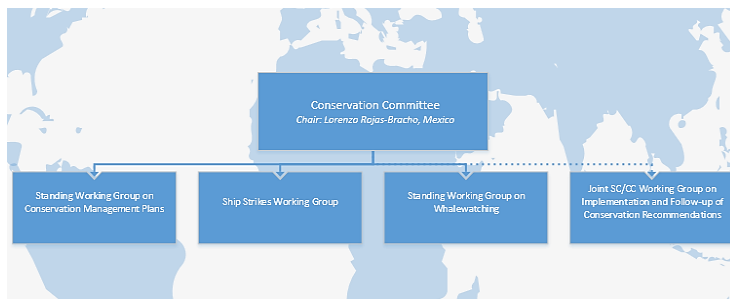 Conservation Committee
Chair: Lorenzo Rojas-Bracho, Mexico
Standing Working Group on
Conservation Management Plans
Ship Strikes Working Group
Standing Working Group on
Whalewatching
Joint SC/CC Working Group on
Implementation and Follow-up of
Conservation Recommendations